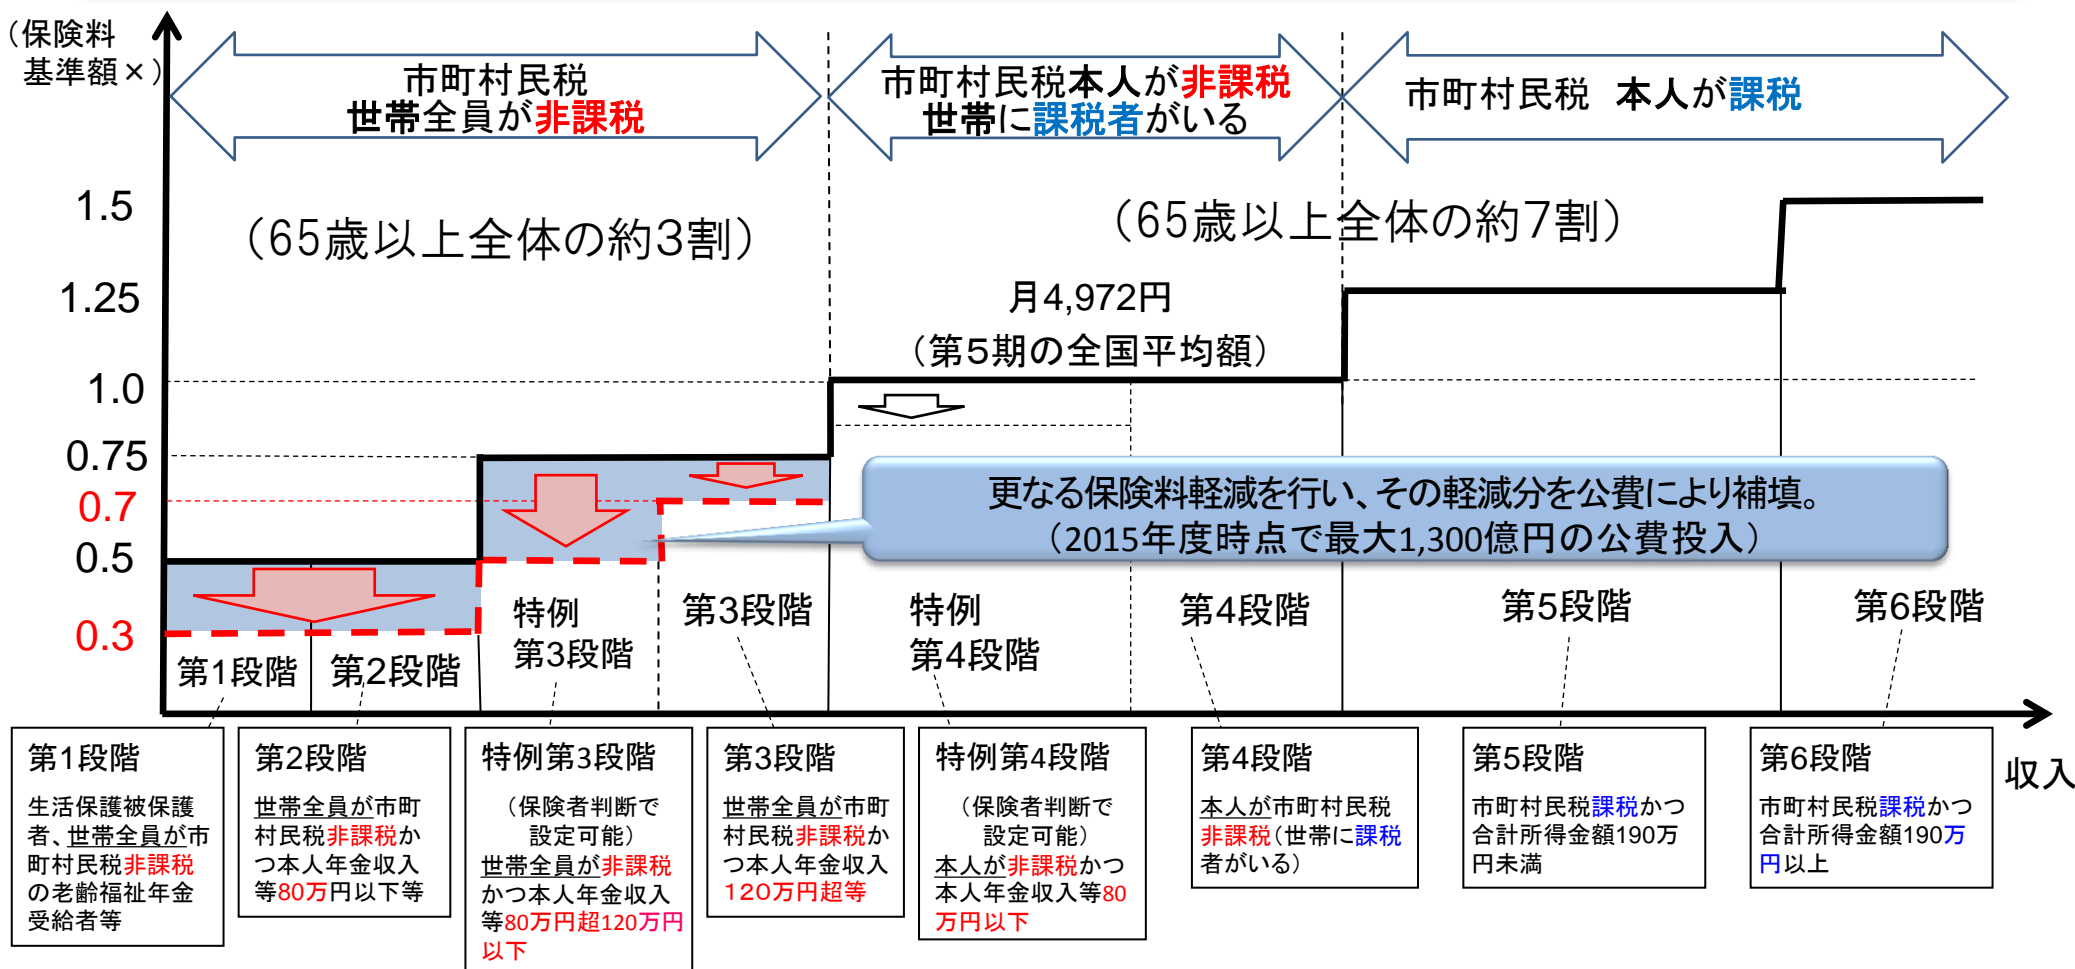 （保険料
基準額×）
市町村民税
世帯全員が非課税
市町村民税本人が非課税
世帯に課税者がいる
市町村民税　本人が課税
（65歳以上全体の約3割）
（65歳以上全体の約7割）
1.5
1.25
1.0
0.75
0.7
0.5
0.3
月4,972円
（第5期の全国平均額）
更なる保険料軽減を行い、その軽減分を公費により補填。
（2015年度時点で最大1,300億円の公費投入）
第1段階
第2段階
特例
第3段階
第3段階
特例
第4段階
第4段階
第5段階
第6段階
収入
第1段階
生活保護被保護
者、世帯全員が市
町村民税非課税
の老齢福祉年金
受給者等
第2段階
世帯全員が市町
村民税非課税か
つ本人年金収入
等80万円以下等
特例第3段階
（保険者判断で
設定可能）
世帯全員が非課税
かつ本人年金収入
等80万円超120万円
以下
第3段階
世帯全員が市町
村民税非課税か
つ本人年金収入
120万円超等
特例第4段階
（保険者判断で
設定可能）
本人が非課税かつ
本人年金収入等80
万円以下
第4段階
本人が市町村民税
非課税（世帯に課税
者がいる）
第5段階
市町村民税課税かつ
合計所得金額190万
円未満
第6段階
市町村民税課税かつ
合計所得金額190万
円以上